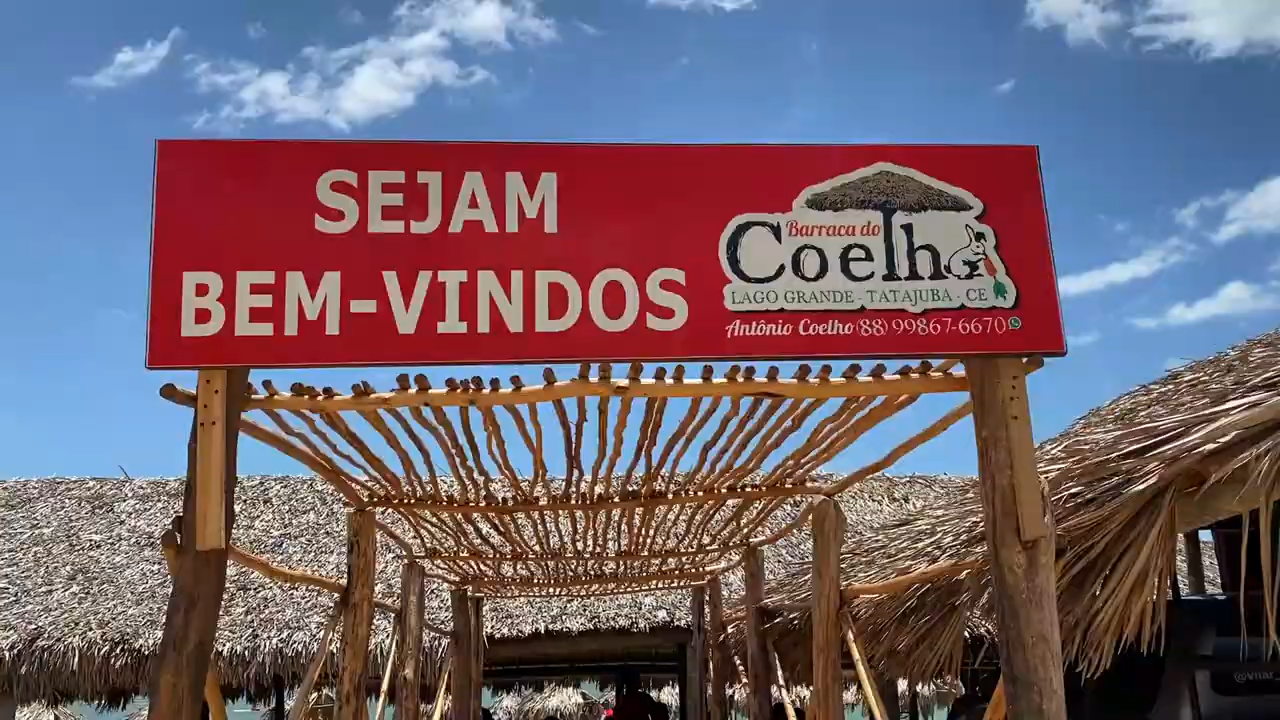 SEJAM
BEM-VINDOS
Barraca do
Coelho
LAGO GRANDE - TATAJUBA - CE
Antônio Coelho (88) 99867-6670